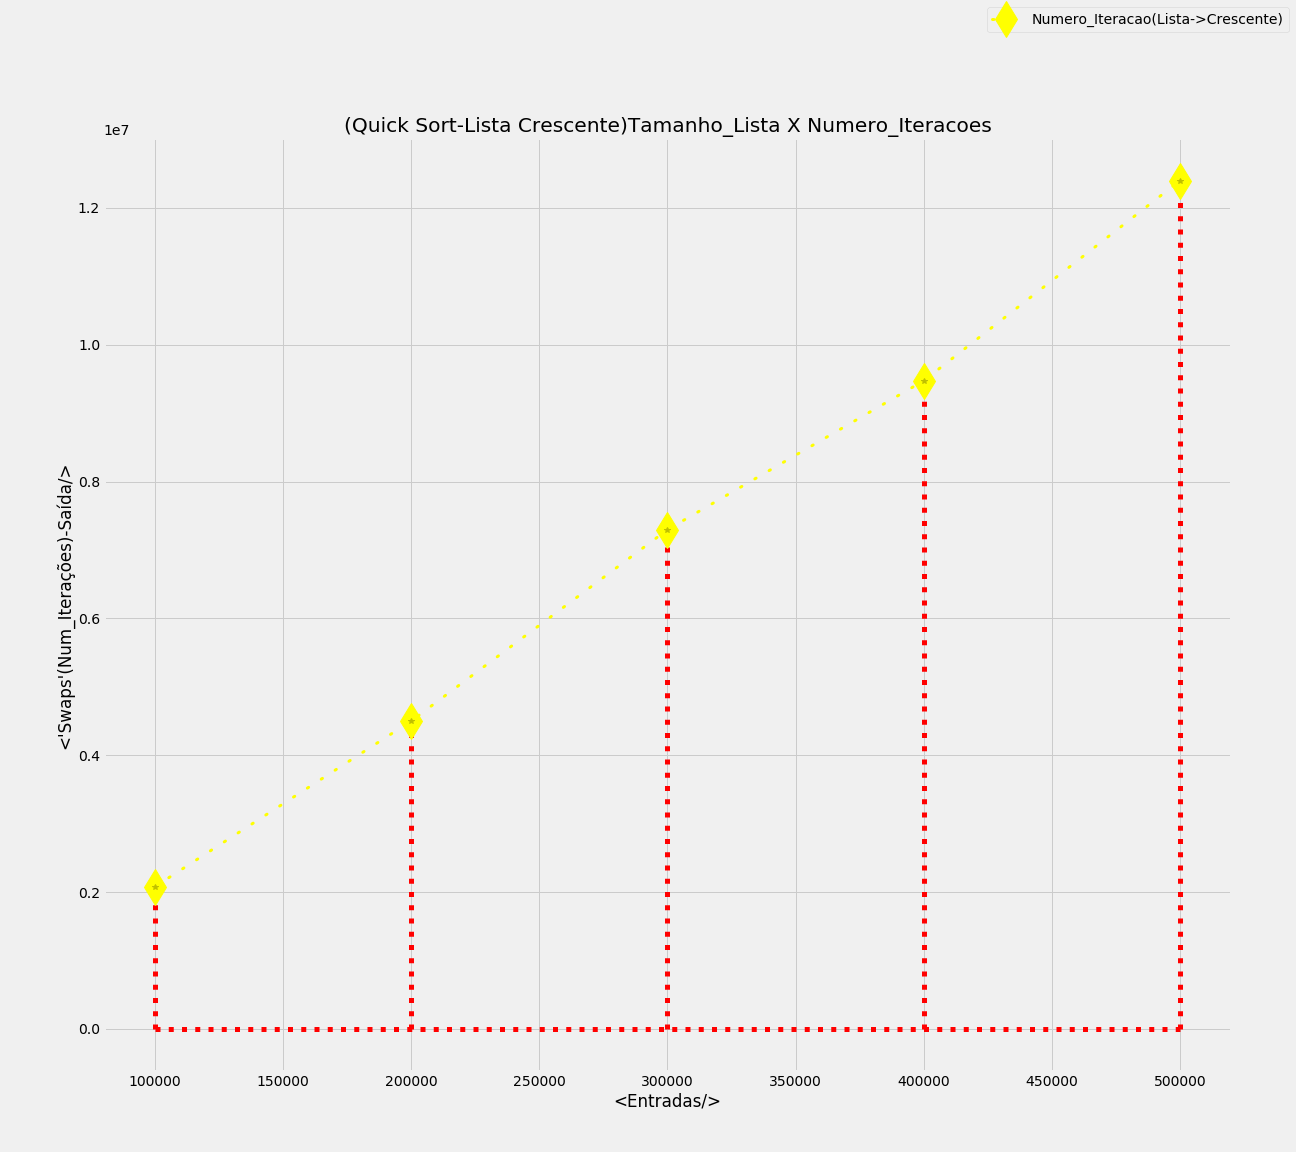 Numero_Iteracao(Lista->Crescente)
(Quick Sort-Lista Crescente)Tamanho_Lista X Numero_Iteracoes
1e7
1.2
1.0
0.8
0.6
0.4
0.2
0.0
<'Swaps'(Num_Iterações)-Saída/>
100000 150000 200000 250000 300000 350000 400000 450000 500000
<Entradas/>